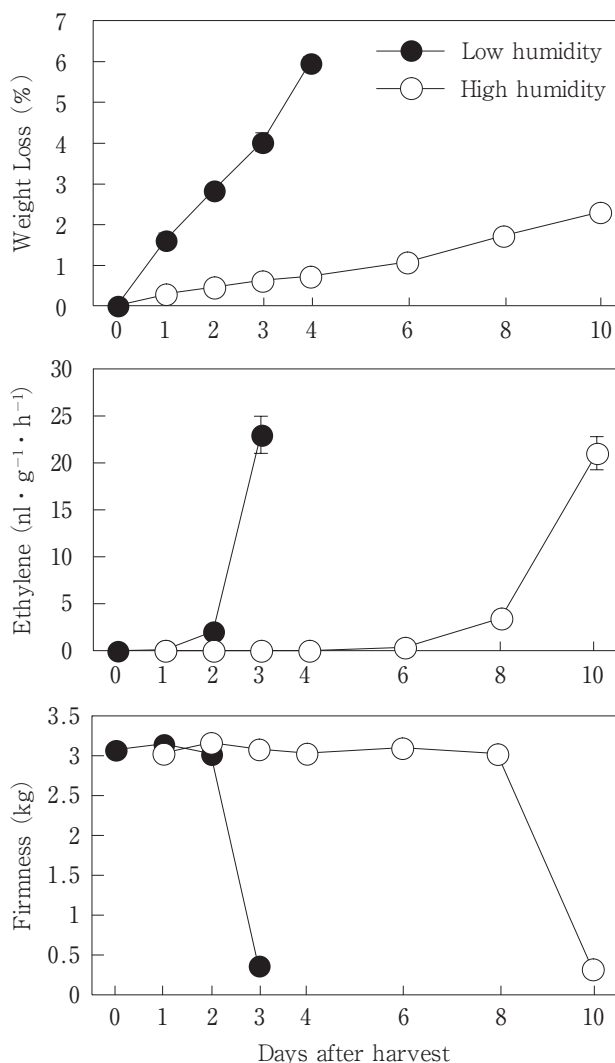 7
6
5
4
3
2
1
0
Weight Loss (%)
Low humidity
High humidity
0 1 2 3 4 6 8 10
30
25
20
15
10
5
0
Ethylene (nl・g⁻¹・h⁻¹)
0 1 2 3 4 6 8 10
3.5
3
2.5
2
1.5
1
0.5
0
Firmness (kg)
0 1 2 3 4 6 8 10
Days after harvest